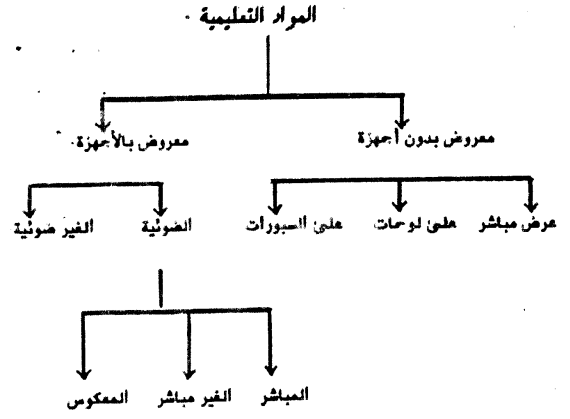 المواد التعليمية
معروض بدون أجهزة
معروض بالأجهزة
عرض مباشر
على لوحات
على السبورات
الضوئية
الغير ضوئية
المباشر
الغير مباشر
المعكوس